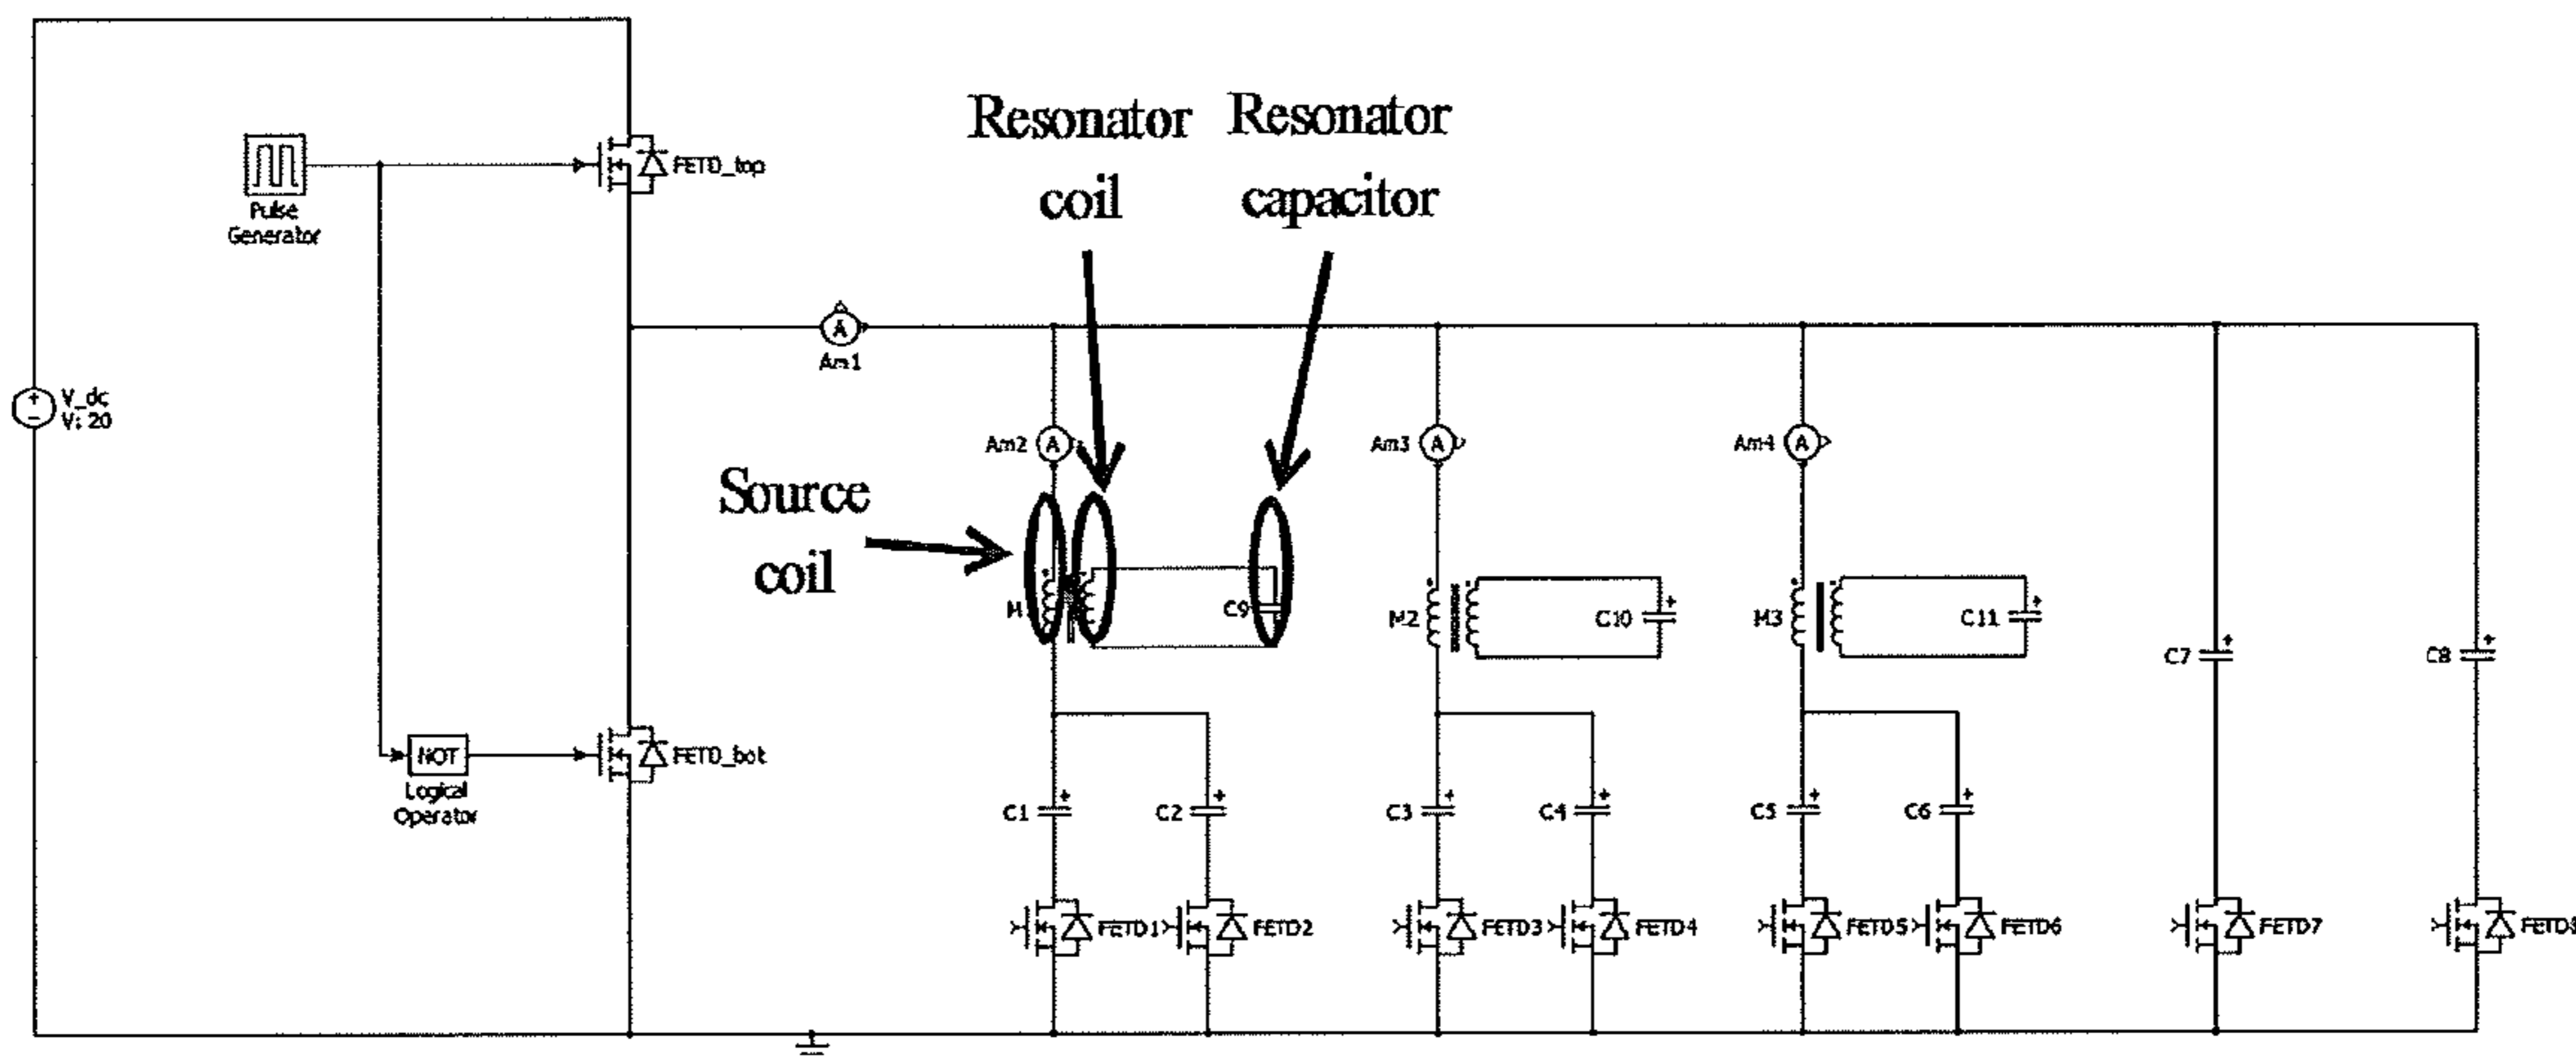 Resonator
coil
Resonator
capacitor
FETD_top
Pulse
Generator
A
Am1
V_dc
V: 20
Am2 A
Am3 A
Am4 A
Source
coil
M
C9
M2
C10
M3
C11
C7
C8
NOT
Logical
Operator
FETD_bot
C1
C2
C3
C4
C5
C6
FETD1
FETD2
FETD3
FETD4
FETD5
FETD6
FETD7
FETD8